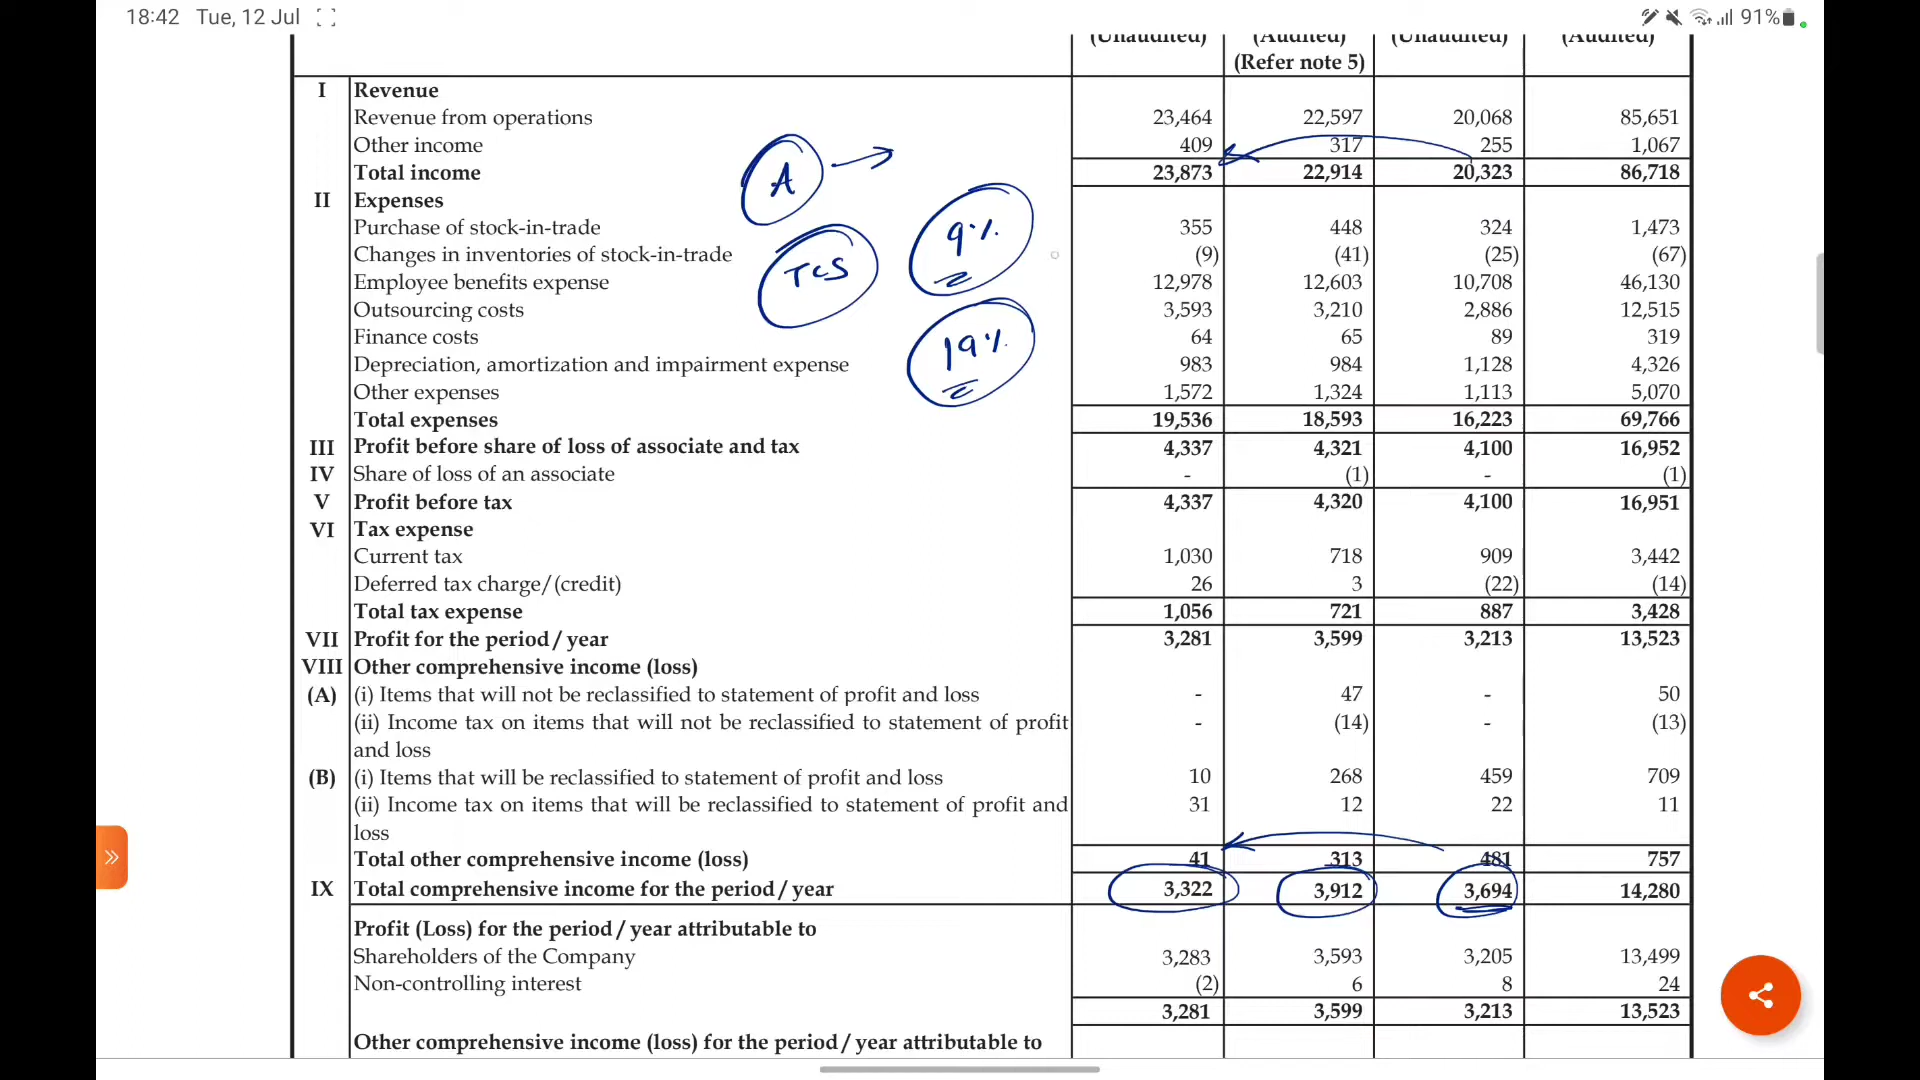 18:42 Tue, 12 Jul 91%
(Unaudited) (Audited) (Unaudited) (Audited)
(Refer note 5)
I Revenue
Revenue from operations 23,464 22,597 20,068 85,651
Other income 409 317 255 1,067
Total income 23,873 22,914 20,323 86,718
A
II Expenses
Purchase of stock-in-trade 355 448 324 1,473
9%
Changes in inventories of stock-in-trade (9) (41) (25) (67)
TCS
Employee benefits expense 12,978 12,603 10,708 46,130
Outsourcing costs 3,593 3,210 2,886 12,515
Finance costs 64 65 89 319
19%
Depreciation, amortization and impairment expense 983 984 1,128 4,326
Other expenses 1,572 1,324 1,113 5,070
Total expenses 19,536 18,593 16,223 69,766
III Profit before share of loss of associate and tax 4,337 4,321 4,100 16,952
IV Share of loss of an associate - (1) - (1)
V Profit before tax 4,337 4,320 4,100 16,951
VI Tax expense
Current tax 1,030 718 909 3,442
Deferred tax charge/(credit) 26 3 (22) (14)
Total tax expense 1,056 721 887 3,428
VII Profit for the period/year 3,281 3,599 3,213 13,523
VIII Other comprehensive income (loss)
(A) (i) Items that will not be reclassified to statement of profit and loss - 47 - 50
(ii) Income tax on items that will not be reclassified to statement of profit - (14) - (13)
and loss
(B) (i) Items that will be reclassified to statement of profit and loss 10 268 459 709
(ii) Income tax on items that will be reclassified to statement of profit and 31 12 22 11
loss
Total other comprehensive income (loss) 41 313 481 757
IX Total comprehensive income for the period/year 3,322 3,912 3,694 14,280
Profit (Loss) for the period/year attributable to
Shareholders of the Company 3,283 3,593 3,205 13,499
Non-controlling interest (2) 6 8 24
3,281 3,599 3,213 13,523
Other comprehensive income (loss) for the period/year attributable to